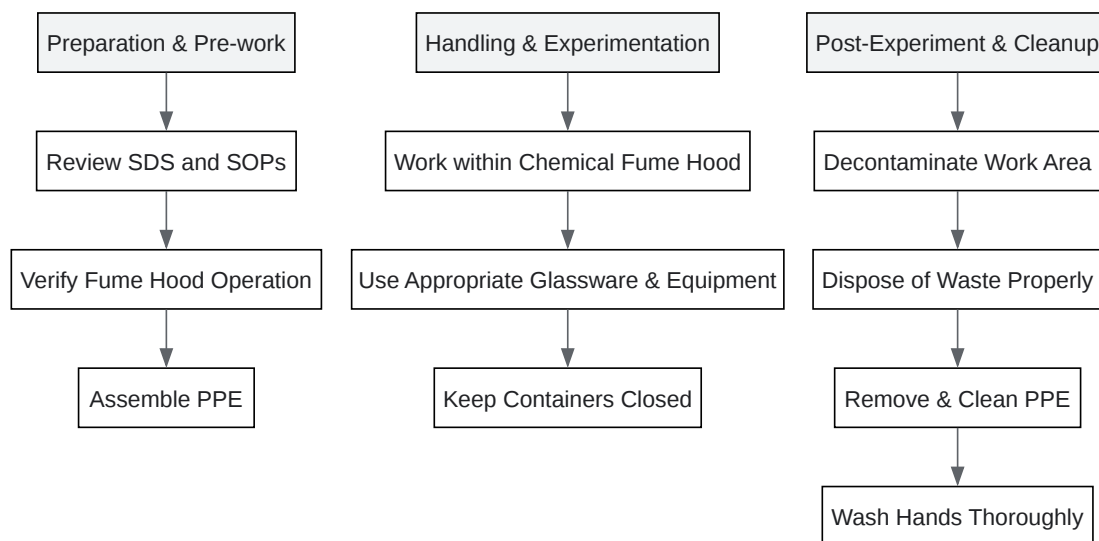 Preparation & Pre-work
Review SDS and SOPs
Verify Fume Hood Operation
Assemble PPE
Handling & Experimentation
Work within Chemical Fume Hood
Use Appropriate Glassware & Equipment
Keep Containers Closed
Post-Experiment & Cleanup
Decontaminate Work Area
Dispose of Waste Properly
Remove & Clean PPE
Wash Hands Thoroughly